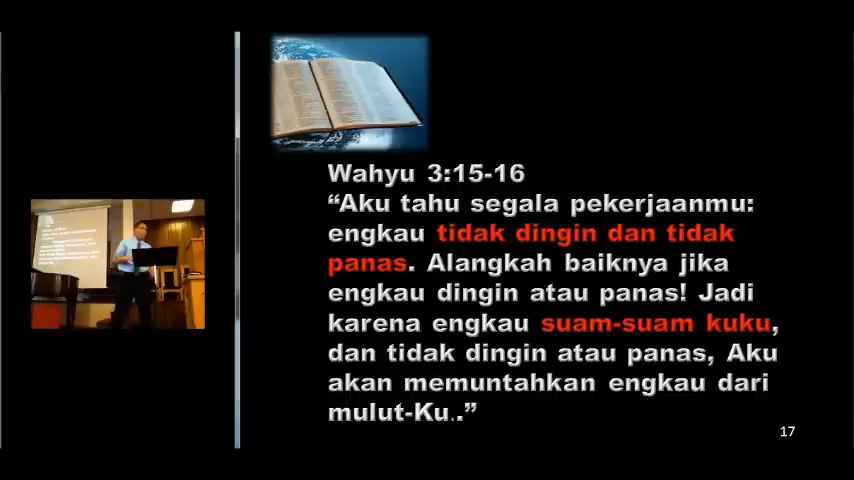 Wahyu 3:15-16
“Aku tahu segala pekerjaanmu:
engkau tidak dingin dan tidak
panas. Alangkah baiknya jika
engkau dingin atau panas! Jadi
karena engkau suam-suam kuku,
dan tidak dingin atau panas, Aku
akan memuntahkan engkau dari
mulut-Ku..”
17